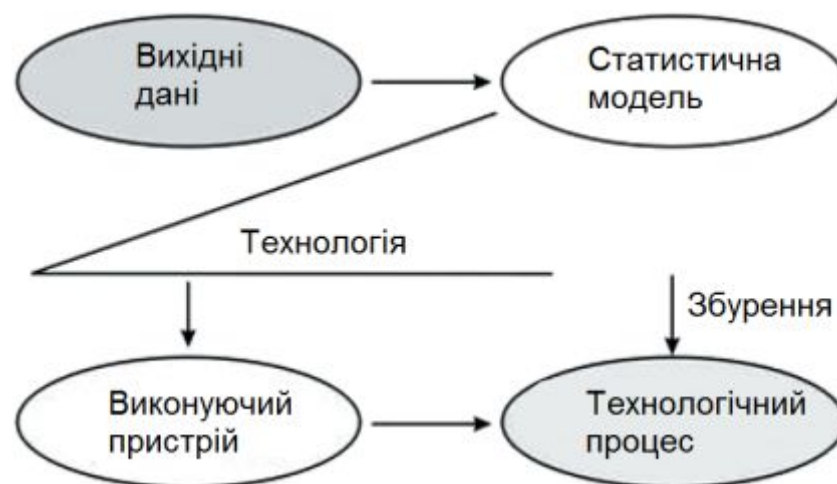 Вихідні
дані
Статистична
модель
Технологія
Збурення
Виконуючий
пристрій
Технологічний
процес